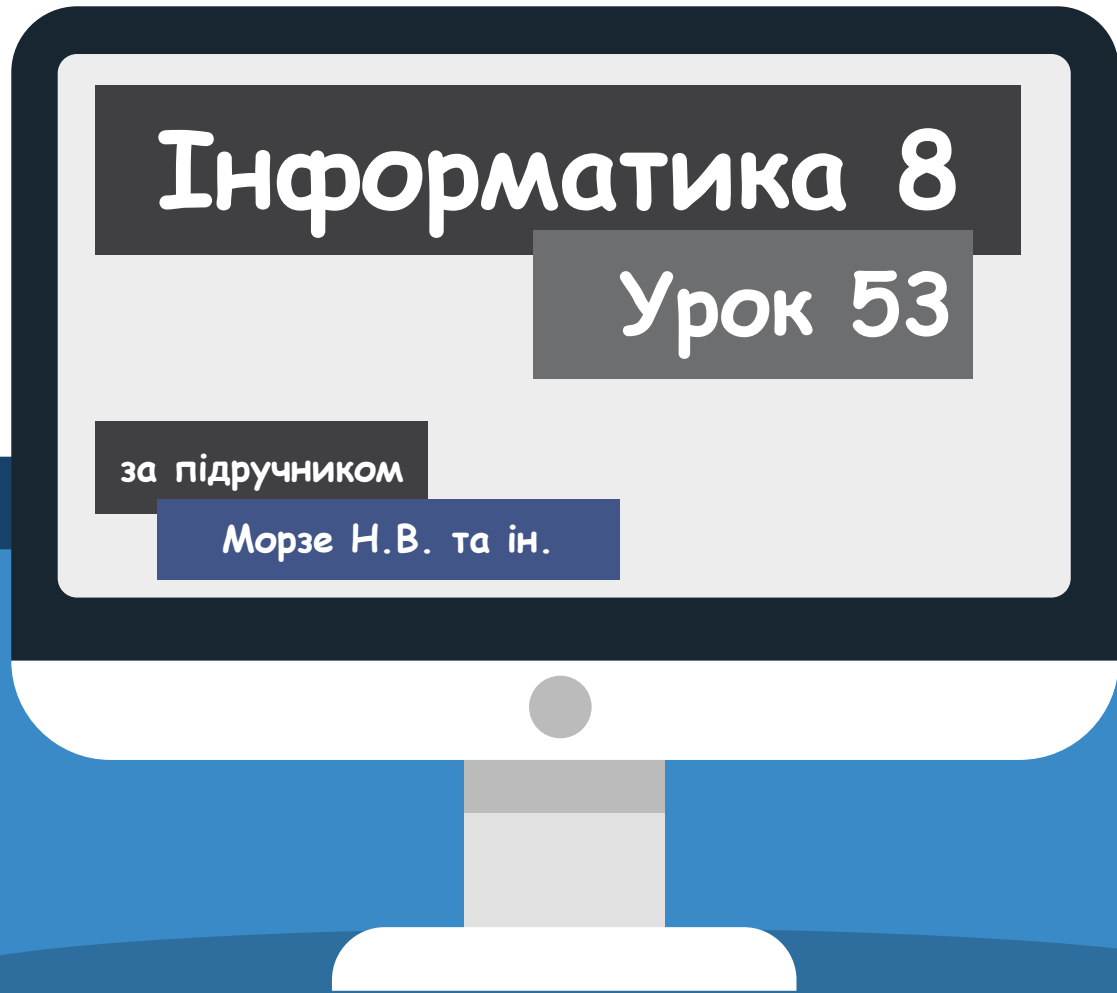 Інформатика 8
Урок 53
за підручником
Морзе Н.В. та ін.